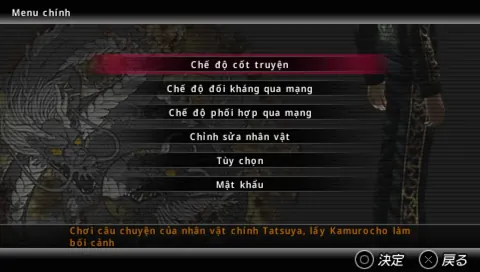 Menu chính
Chế độ cốt truyện
Chế độ đối kháng qua mạng
Chế độ phối hợp qua mạng
Chỉnh sửa nhân vật
Tùy chọn
Mật khẩu
Chơi câu chuyện của nhân vật chính Tatsuya, lấy Kamurocho làm
bối cảnh
決定 戻る